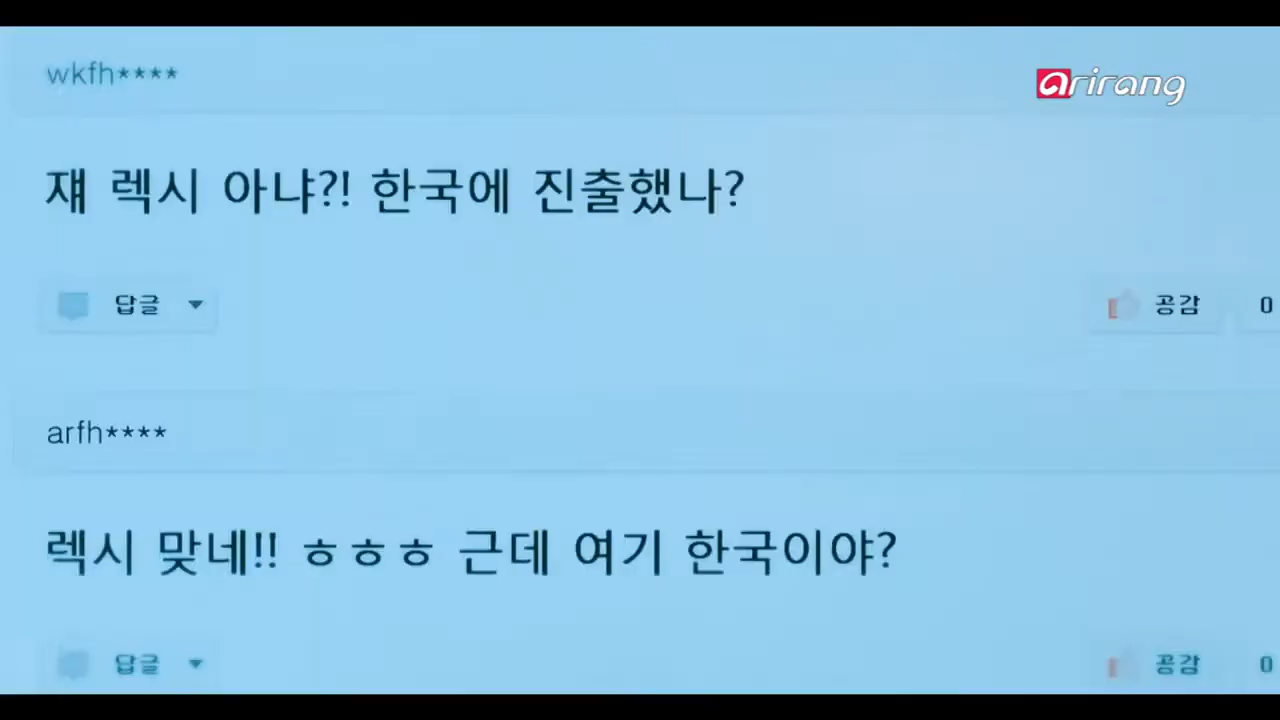 wkfh****
arirang
쟤 렉시 아냐?! 한국에 진출했나?
답글
공감 0
arfh****
렉시 맞네!! ㅎㅎㅎ 근데 여기 한국이야?
답글
공감 0